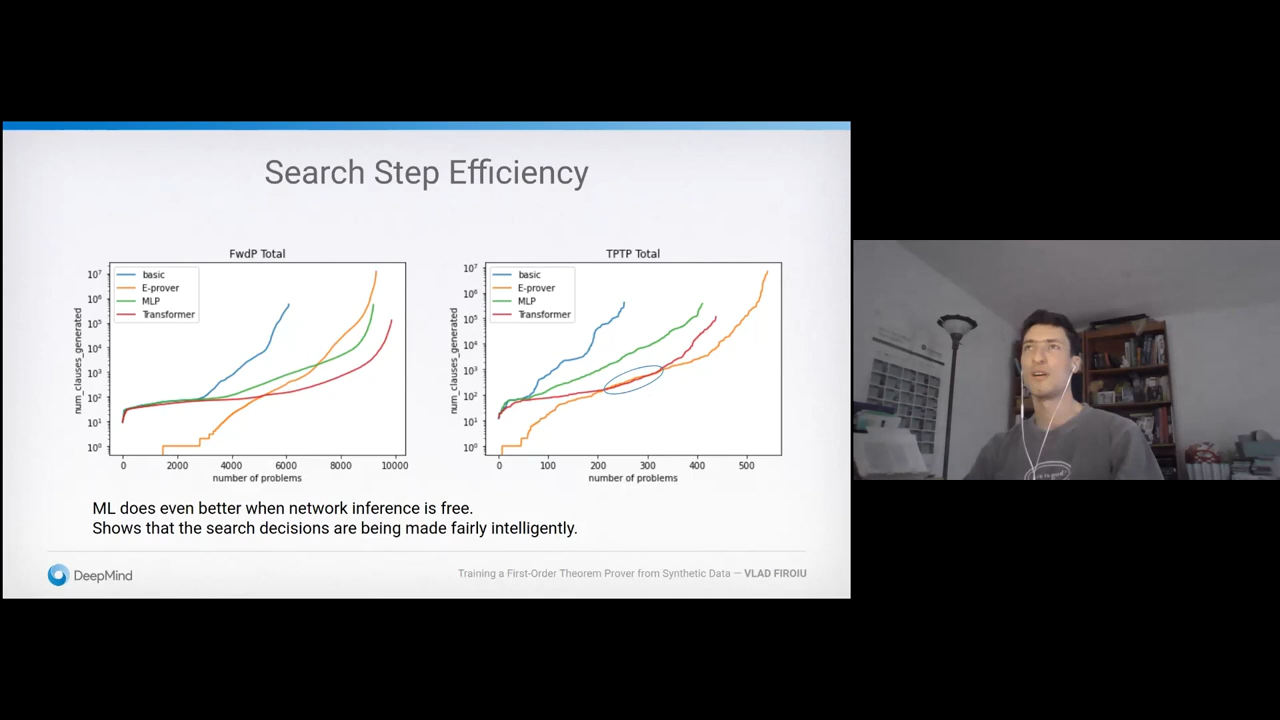 Search Step Efficiency
FwdP Total
num_clauses_generated
10⁷
10⁶
10⁵
10⁴
10³
10²
10¹
10⁰
basic
E-prover
MLP
Transformer
0 2000 4000 6000 8000 10000
number of problems
TPTP Total
num_clauses_generated
10⁷
10⁶
10⁵
10⁴
10³
10²
10¹
10⁰
basic
E-prover
MLP
Transformer
0 100 200 300 400 500
number of problems
ML does even better when network inference is free.
Shows that the search decisions are being made fairly intelligently.
DeepMind
Training a First-Order Theorem Prover from Synthetic Data — VLAD FIROIU